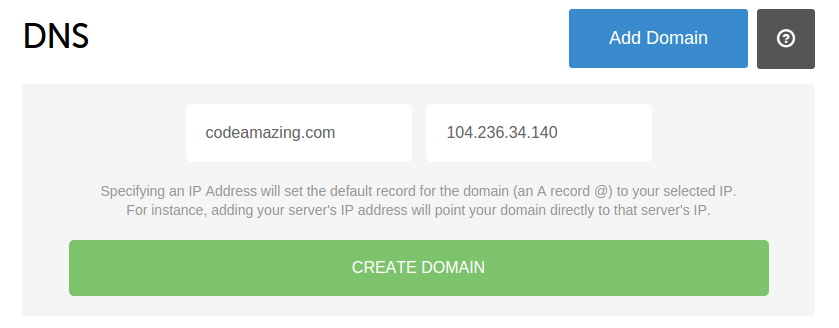 DNS
Add Domain
codeamazing.com
104.236.34.140
Specifying an IP Address will set the default record for the domain (an A record @) to your selected IP.
For instance, adding your server's IP address will point your domain directly to that server's IP.
CREATE DOMAIN